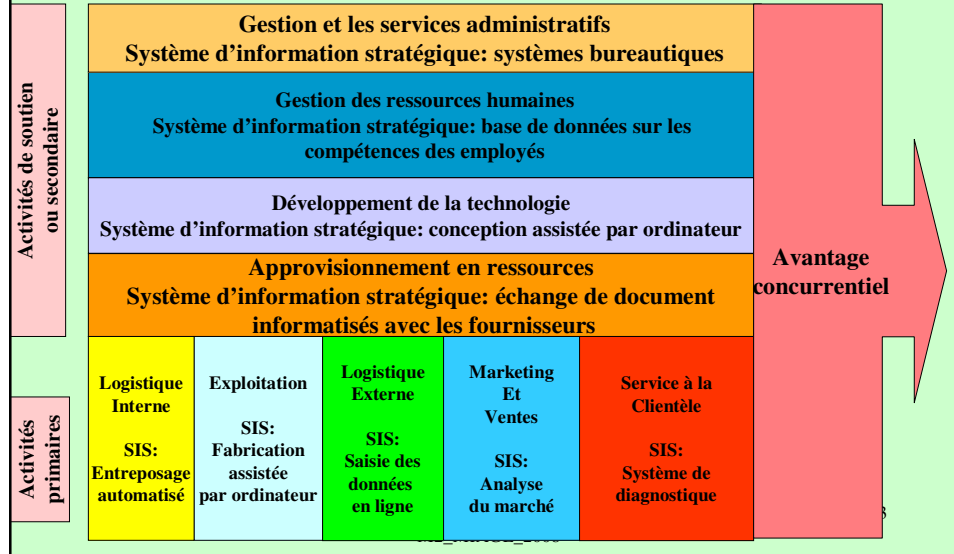 Activités de soutien
ou secondaire
Gestion et les services administratifs
Système d’information stratégique: systèmes bureautiques
Gestion des ressources humaines
Système d’information stratégique: base de données sur les
compétences des employés
Développement de la technologie
Système d’information stratégique: conception assistée par ordinateur
Approvisionnement en ressources
Système d’information stratégique: échange de document
informatisés avec les fournisseurs
Avantage
concurrentiel
Activités
primaires
Logistique
Interne
SIS:
Entreposage
automatisé
Exploitation
SIS:
Fabrication
assistée
par ordinateur
Logistique
Externe
SIS:
Saisie des
données
en ligne
Marketing
Et
Ventes
SIS:
Analyse
du marché
Service à la
Clientèle
SIS:
Système de
diagnostique